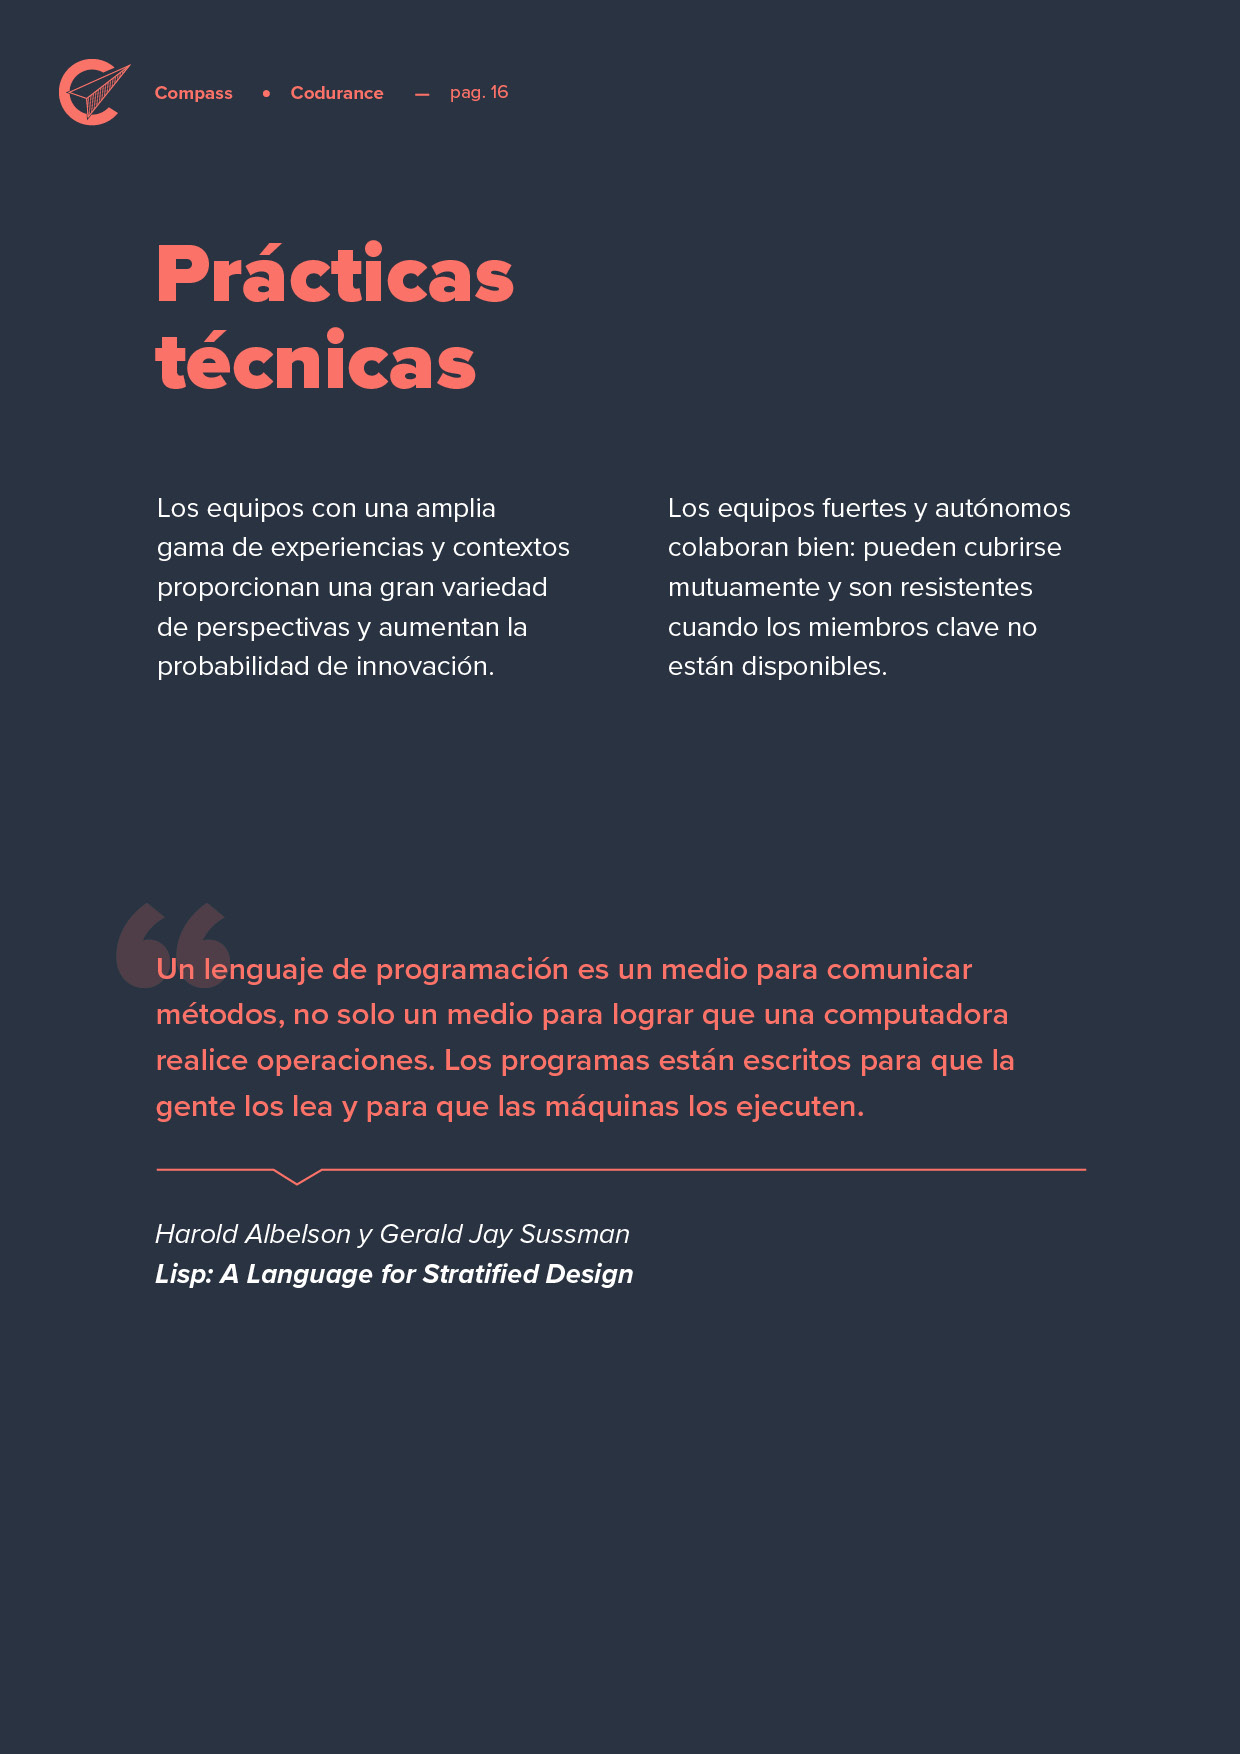 Compass • Codurance — pag. 16
Prácticas
técnicas
Los equipos con una amplia
gama de experiencias y contextos
proporcionan una gran variedad
de perspectivas y aumentan la
probabilidad de innovación.
Los equipos fuertes y autónomos
colaboran bien: pueden cubrirse
mutuamente y son resistentes
cuando los miembros clave no
están disponibles.
“
Un lenguaje de programación es un medio para comunicar
métodos, no solo un medio para lograr que una computadora
realice operaciones. Los programas están escritos para que la
gente los lea y para que las máquinas los ejecuten.
Harold Albelson y Gerald Jay Sussman
Lisp: A Language for Stratified Design